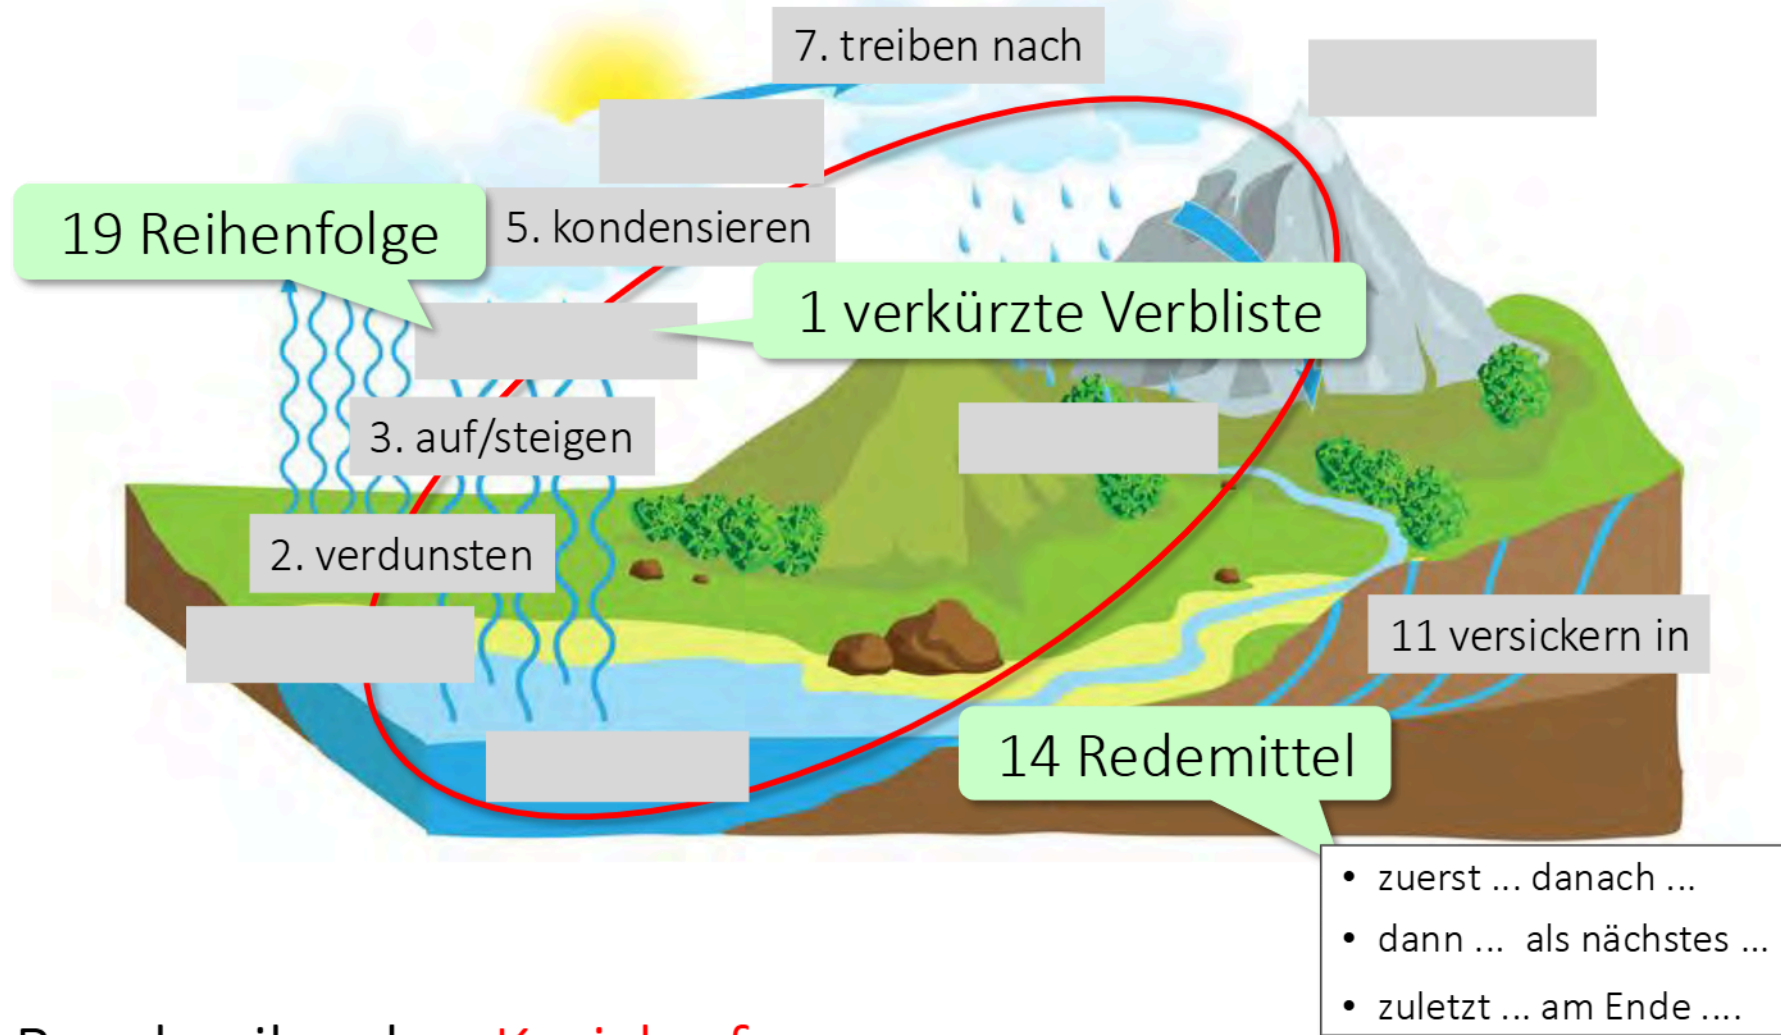 7. treiben nach
19 Reihenfolge
5. kondensieren
1 verkürzte Verbliste
3. auf/steigen
2. verdunsten
11 versickern in
14 Redemittel
• zuerst ... danach ...
• dann ... als nächstes ...
• zuletzt ... am Ende ....